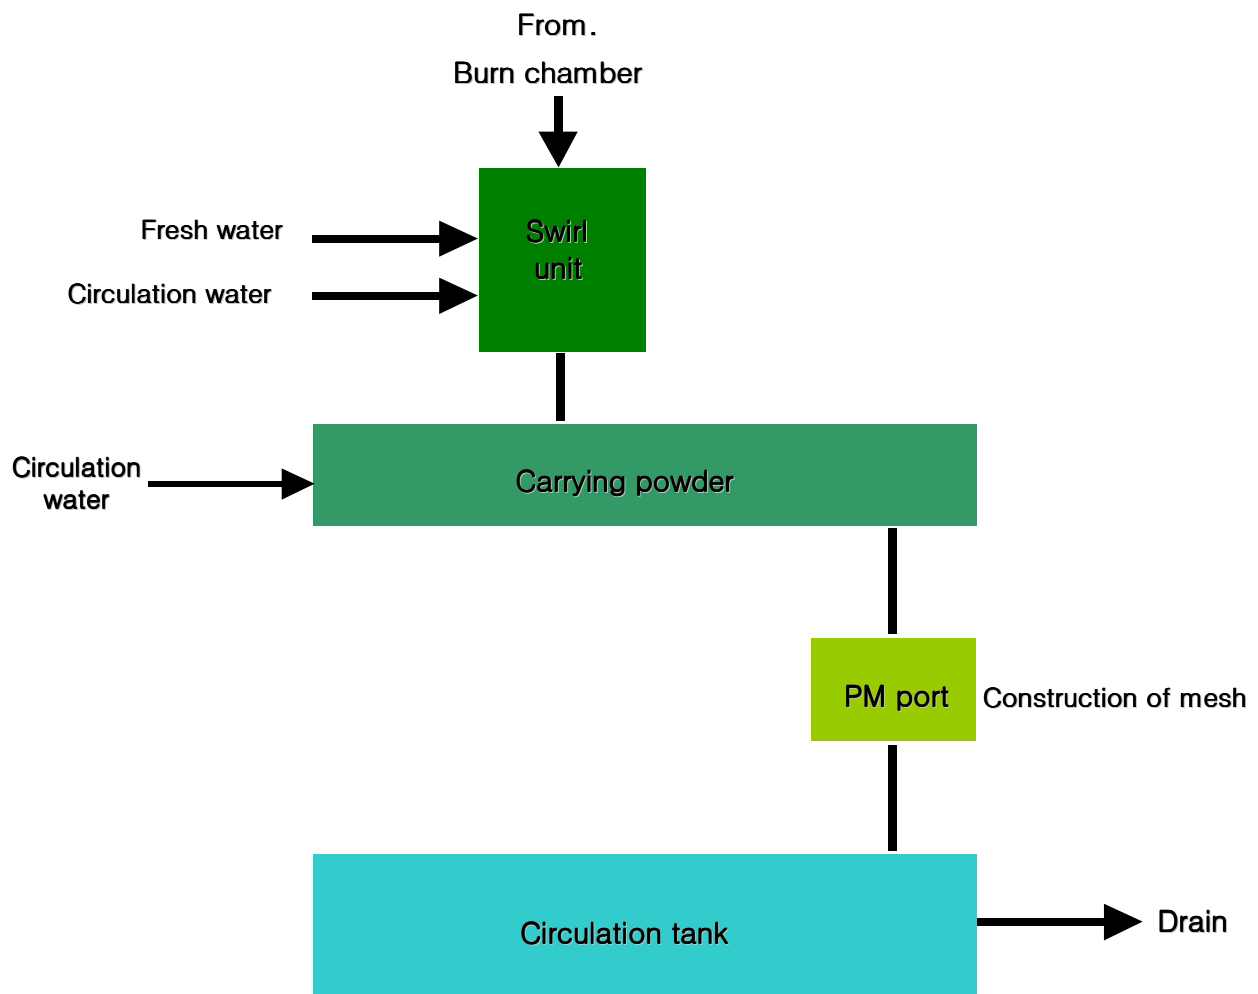 From.
Burn chamber
Fresh water
Swirl
unit
Circulation water
Circulation
water
Carrying powder
PM port
Construction of mesh
Circulation tank
Drain